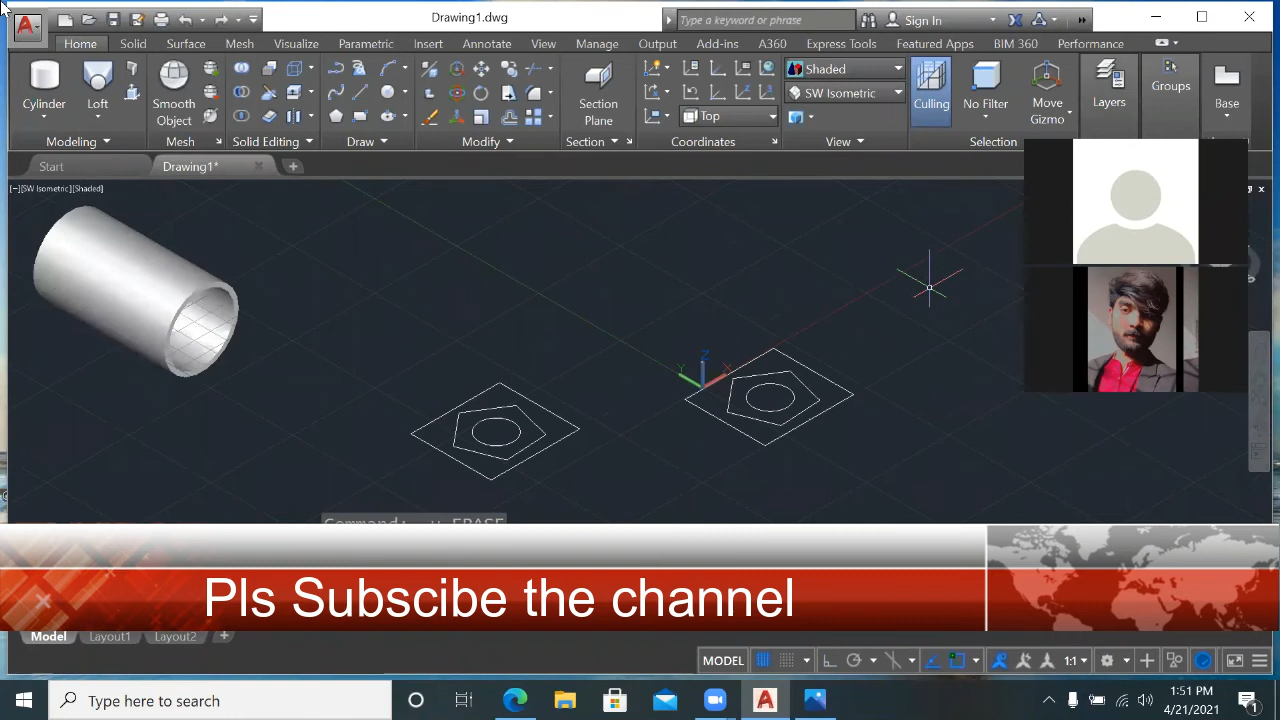 Drawing1.dwg
Type a keyword or phrase
Sign In
Home Solid Surface Mesh Visualize Parametric Insert Annotate View Manage Output Add-ins A360 Express Tools Featured Apps BIM 360 Performance
Cylinder Loft Smooth Object Section Plane Shaded SW Isometric Top Culling No Filter Move Gizmo Layers Groups Base
Modeling Mesh Solid Editing Draw Modify Section Coordinates View Selection
Start Drawing1*
[−][SW Isometric][Shaded]
Z
Y X
Command: u ERASE
Pls Subscibe the channel
Model Layout1 Layout2
MODEL 1:1
Type here to search
1:51 PM
4/21/2021
1